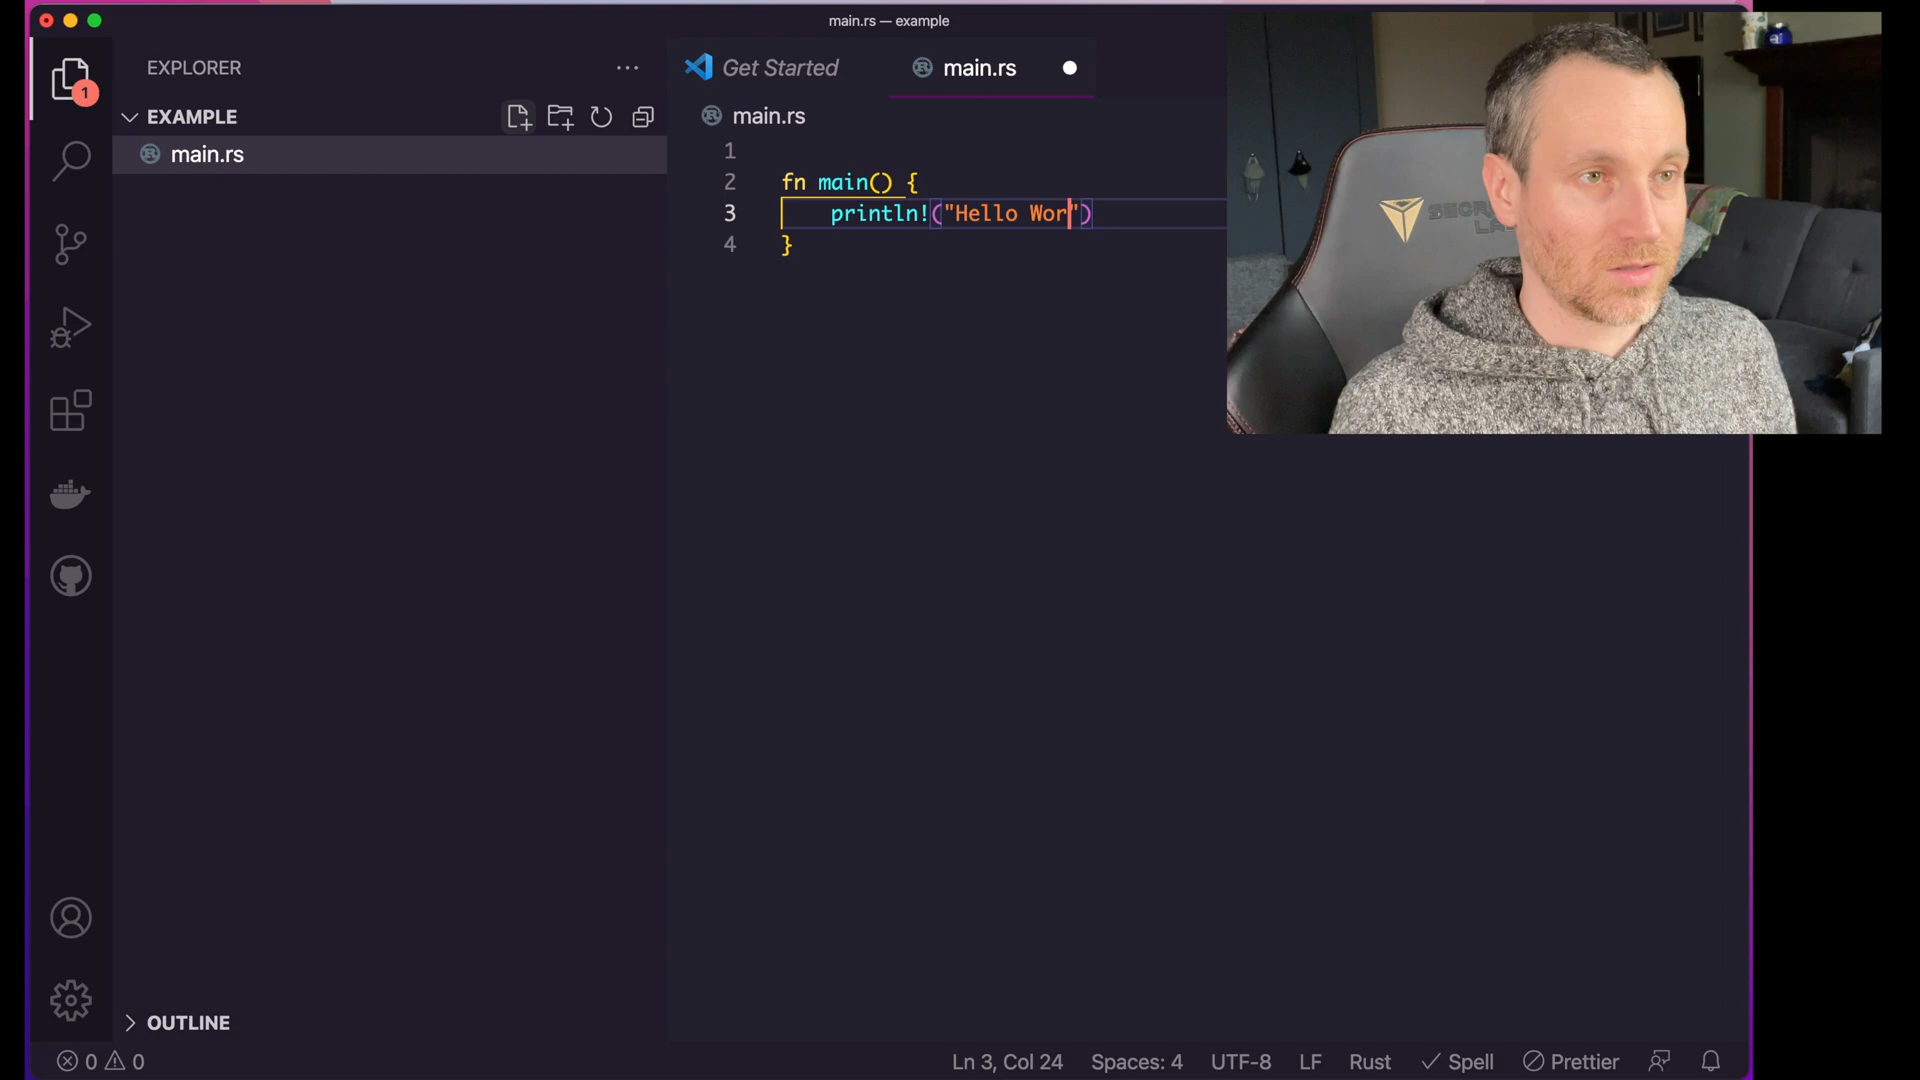 main.rs — example
EXPLORER
EXAMPLE
main.rs
OUTLINE
Get Started
main.rs
main.rs
1
2 fn main() {
3 println!("Hello Wor")
4 }
1
0 0
Ln 3, Col 24
Spaces: 4
UTF-8
LF
Rust
Spell
Prettier